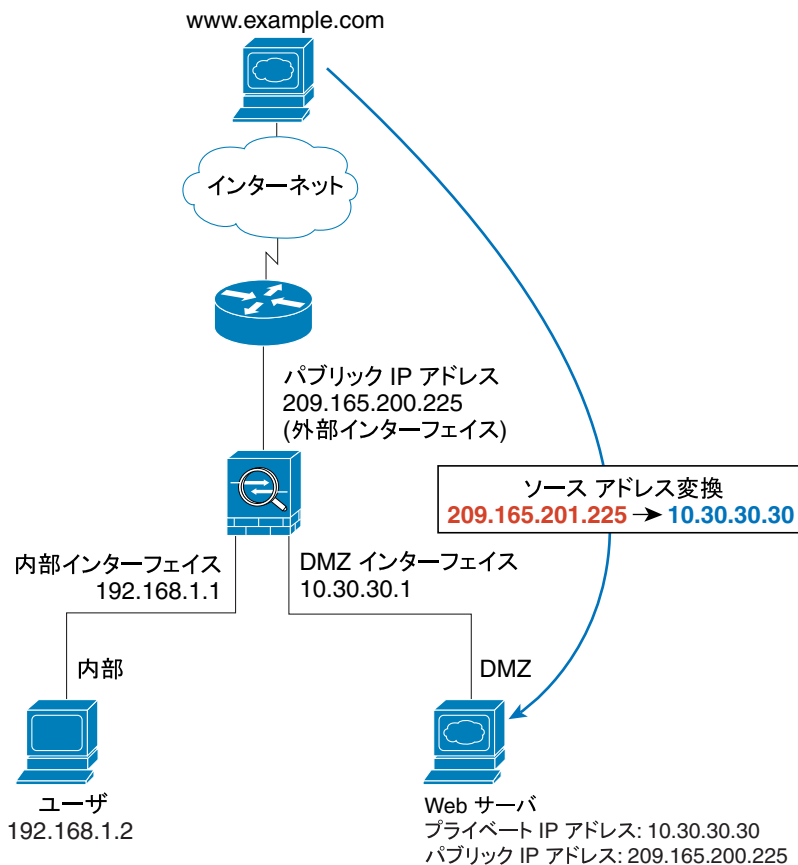 www.example.com
インターネット
パブリック IP アドレス
209.165.200.225
(外部インターフェイス)
ソース アドレス変換
209.165.201.225 → 10.30.30.30
内部インターフェイス
192.168.1.1
DMZ インターフェイス
10.30.30.1
内部
DMZ
ユーザ
192.168.1.2
Web サーバ
プライベート IP アドレス: 10.30.30.30
パブリック IP アドレス: 209.165.200.225